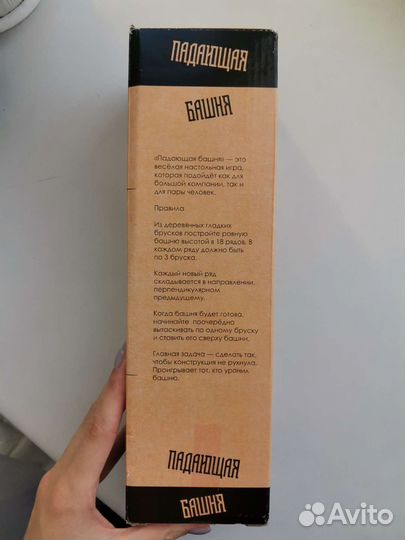 ПАДАЮЩАЯ
БАШНЯ
«Падающая башня» — это
весёлая настольная игра,
которая подойдёт как для
большой компании, так и
для пары человек.
Правила
Из деревянных гладких
брусков постройте ровную
башню высотой в 18 рядов. В
каждом ряду должно быть
по 3 бруска.
Каждый новый ряд
складывается в направлении,
перпендикулярном
предыдущему.
Когда башня будет готова,
начинайте поочерёдно
вытаскивать по одному бруску
и ставить его сверху башни.
Главная задача — сделать так,
чтобы конструкция не рухнула.
Проигрывает тот, кто уронил
башню.
ПАДАЮЩАЯ
БАШНЯ
Avito